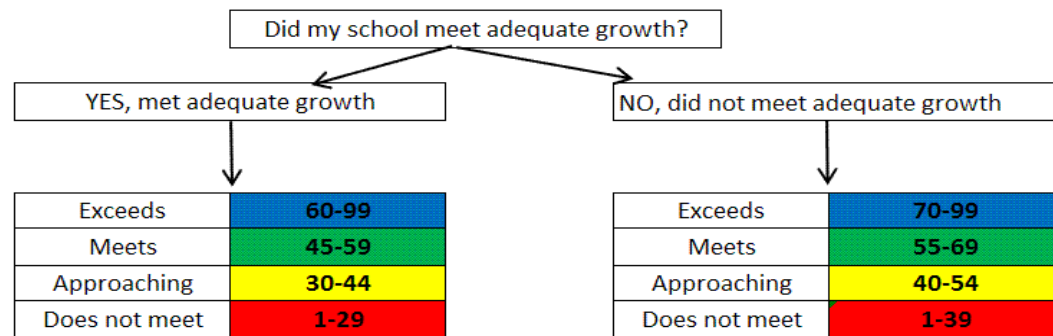 Did my school meet adequate growth?
YES, met adequate growth
NO, did not meet adequate growth
Exceeds 60-99
Meets 45-59
Approaching 30-44
Does not meet 1-29
Exceeds 70-99
Meets 55-69
Approaching 40-54
Does not meet 1-39